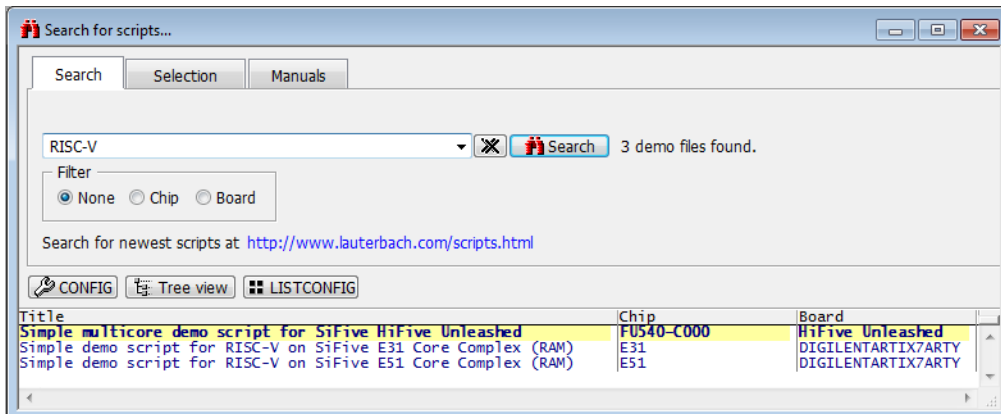 Search for scripts...
Search Selection Manuals
RISC-V Search 3 demo files found.
Filter
None Chip Board
Search for newest scripts at http://www.lauterbach.com/scripts.html
CONFIG Tree view LISTCONFIG
Title Chip Board
Simple multicore demo script for SiFive HiFive Unleashed FU540-C000 HiFive Unleashed
Simple demo script for RISC-V on SiFive E31 Core Complex (RAM) E31 DIGILENTARTIX7ARTY
Simple demo script for RISC-V on SiFive E51 Core Complex (RAM) E51 DIGILENTARTIX7ARTY